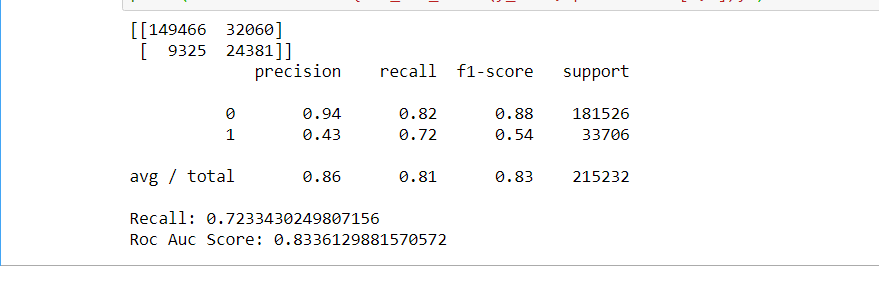 [[149466 32060]
[ 9325 24381]]
precision recall f1-score support
0 0.94 0.82 0.88 181526
1 0.43 0.72 0.54 33706
avg / total 0.86 0.81 0.83 215232
Recall: 0.7233430249807156
Roc Auc Score: 0.8336129881570572